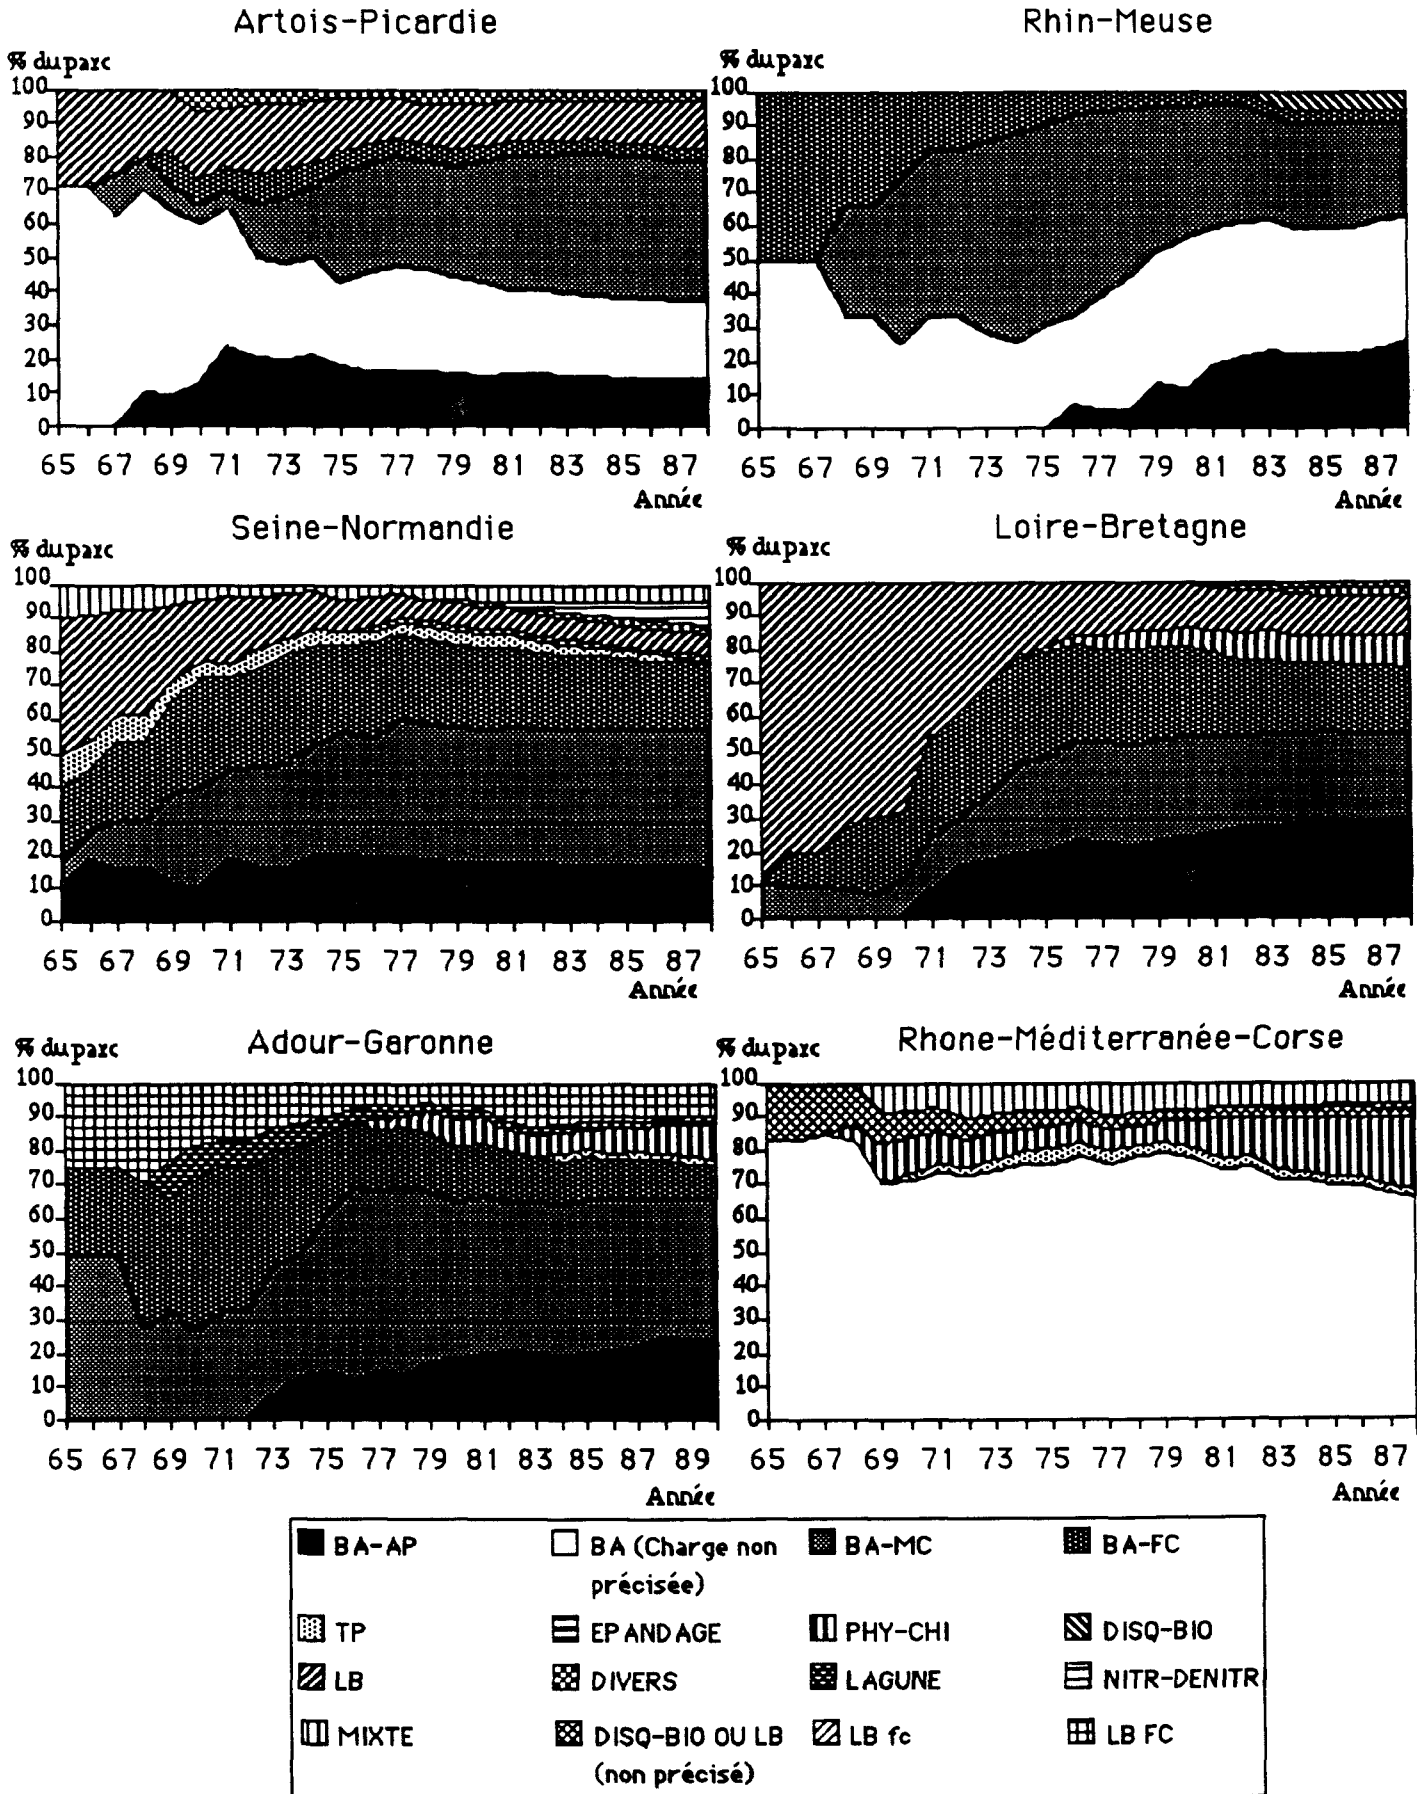 Artois-Picardie
% du parc
100
90
80
70
60
50
40
30
20
10
0
65 67 69 71 73 75 77 79 81 83 85 87
Année
Rhin-Meuse
% du parc
100
90
80
70
60
50
40
30
20
10
0
65 67 69 71 73 75 77 79 81 83 85 87
Année
Seine-Normandie
% du parc
100
90
80
70
60
50
40
30
20
10
0
65 67 69 71 73 75 77 79 81 83 85 87
Année
Loire-Bretagne
% du parc
100
90
80
70
60
50
40
30
20
10
0
65 67 69 71 73 75 77 79 81 83 85 87
Année
Adour-Garonne
% du parc
100
90
80
70
60
50
40
30
20
10
0
65 67 69 71 73 75 77 79 81 83 85 87 89
Année
Rhone-Méditerranée-Corse
% du parc
100
90
80
70
60
50
40
30
20
10
0
65 67 69 71 73 75 77 79 81 83 85 87
Année
BA-AP
BA (Charge non
précisée)
BA-MC
BA-FC
TP
EPANDAGE
PHY-CHI
DISQ-BIO
LB
DIVERS
LAGUNE
NITR-DENITR
MIXTE
DISQ-BIO OU LB
(non précisé)
LB fc
LB FC